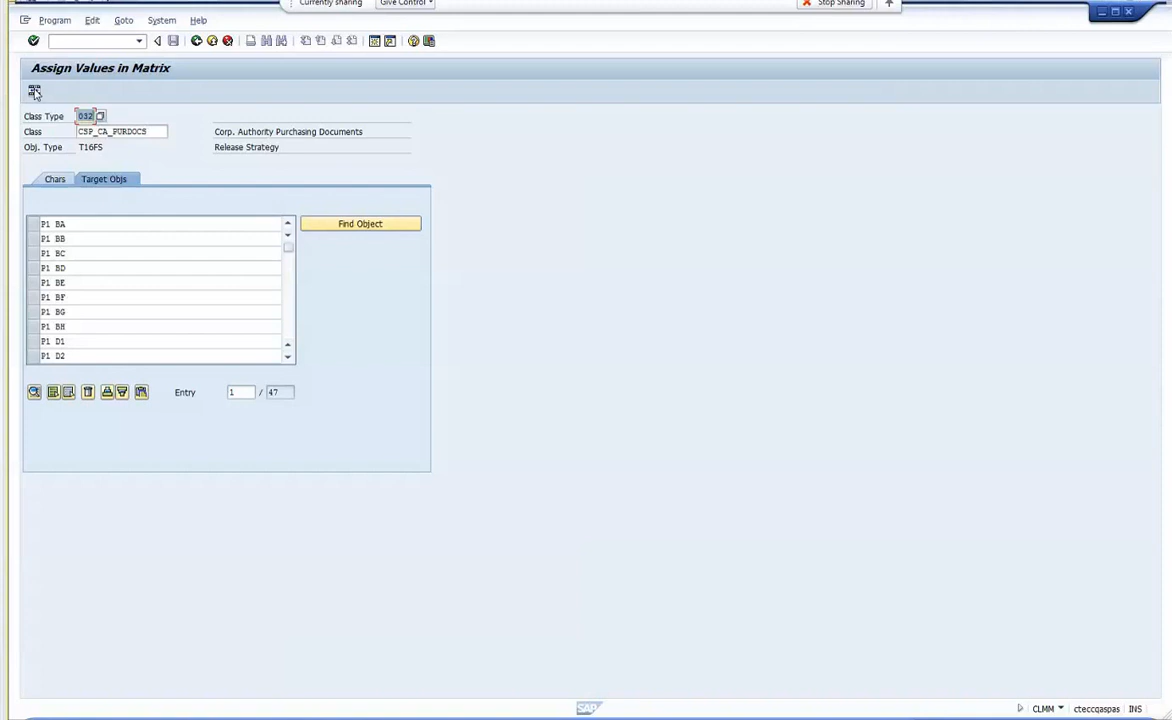 Currently sharing
Give Control
Stop Sharing
Program Edit Goto System Help
Assign Values in Matrix
Class Type 032
Class CSP_CA_PURDOCS Corp. Authority Purchasing Documents
Obj. Type T16FS Release Strategy
Chars Target Objs
P1 BA
Find Object
P1 BB
P1 BC
P1 BD
P1 BE
P1 BF
P1 BG
P1 BH
P1 D1
P1 D2
Entry 1 / 47
SAP
CLMM cteccqaspas INS